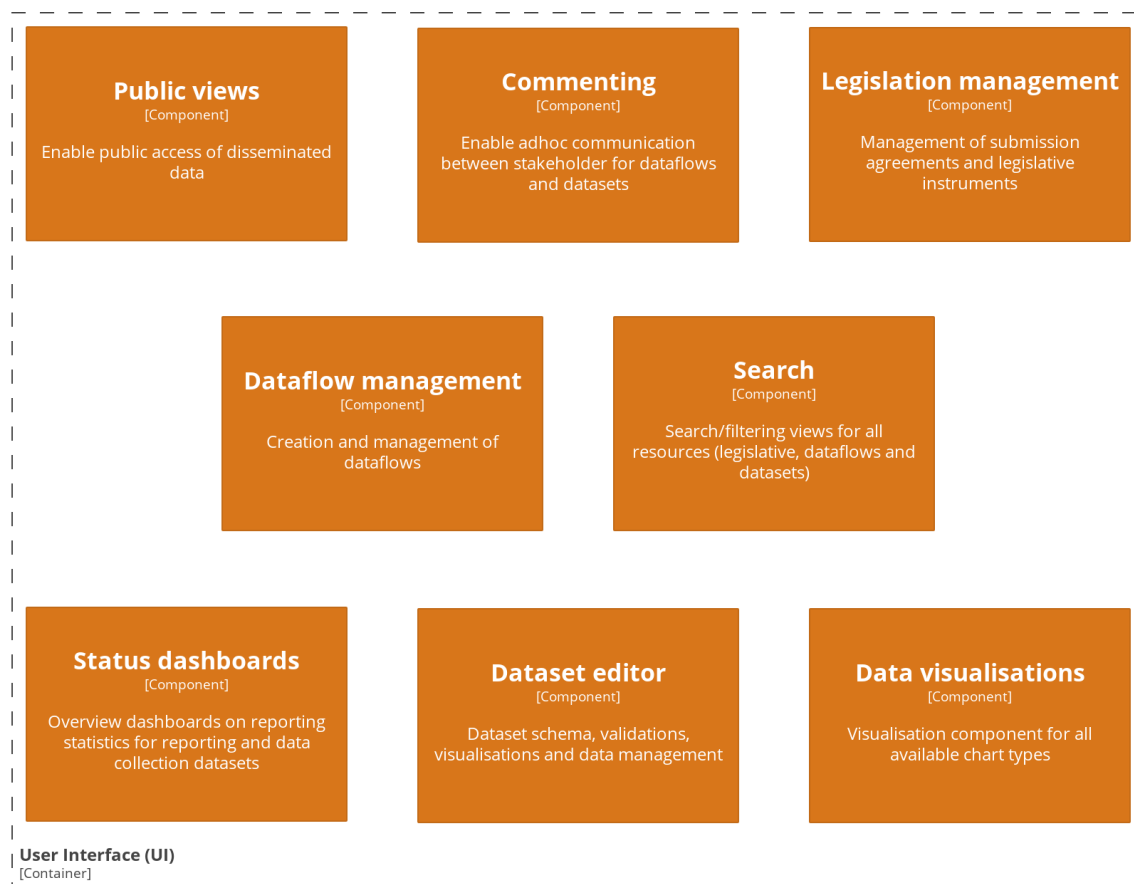 Public views
[Component]
Enable public access of disseminated
data
Commenting
[Component]
Enable adhoc communication
between stakeholder for dataflows
and datasets
Legislation management
[Component]
Management of submission
agreements and legislative
instruments
Dataflow management
[Component]
Creation and management of
dataflows
Search
[Component]
Search/filtering views for all
resources (legislative, dataflows and
datasets)
Status dashboards
[Component]
Overview dashboards on reporting
statistics for reporting and data
collection datasets
Dataset editor
[Component]
Dataset schema, validations,
visualisations and data management
Data visualisations
[Component]
Visualisation component for all
available chart types
User Interface (UI)
[Container]